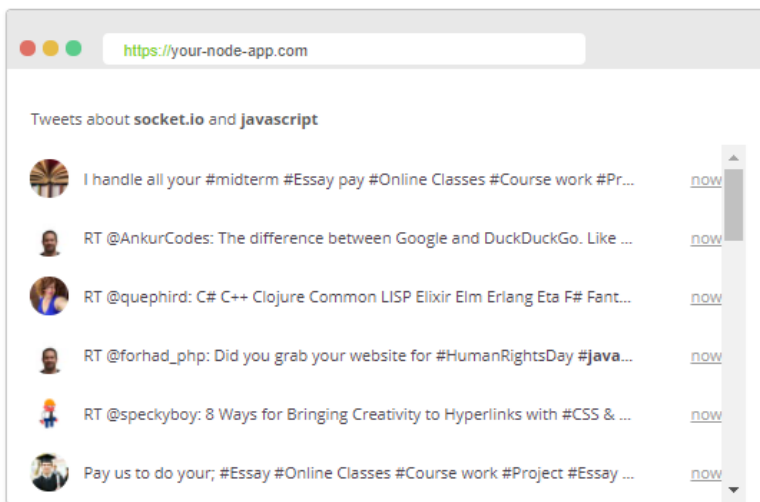 https://your-node-app.com
Tweets about socket.io and javascript
I handle all your #midterm #Essay pay #Online Classes #Course work #Pr... now
RT @AnkurCodes: The difference between Google and DuckDuckGo. Like ... now
RT @quephird: C# C++ Clojure Common LISP Elixir Elm Erlang Eta F# Fant... now
RT @forhad_php: Did you grab your website for #HumanRightsDay #java... now
RT @speckyboy: 8 Ways for Bringing Creativity to Hyperlinks with #CSS & ... now
Pay us to do your; #Essay #Online Classes #Course work #Project #Essay ... now